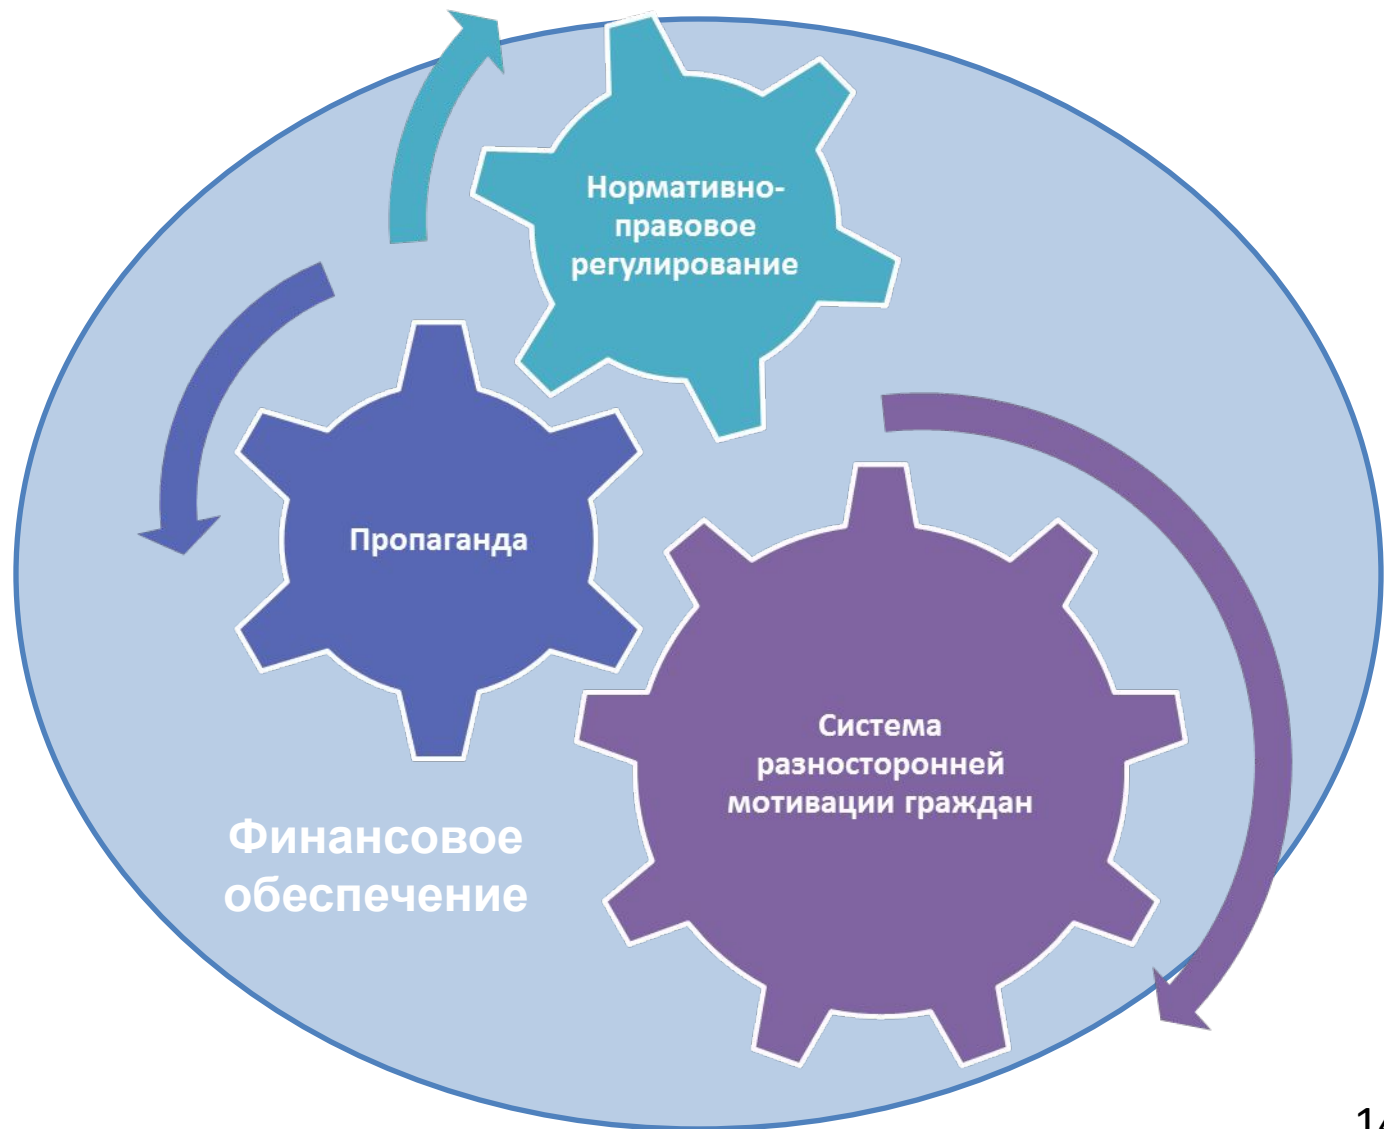 Нормативно-
правовое
регулирование
Пропаганда
Система
разносторонней
мотивации граждан
Финансовое
обеспечение